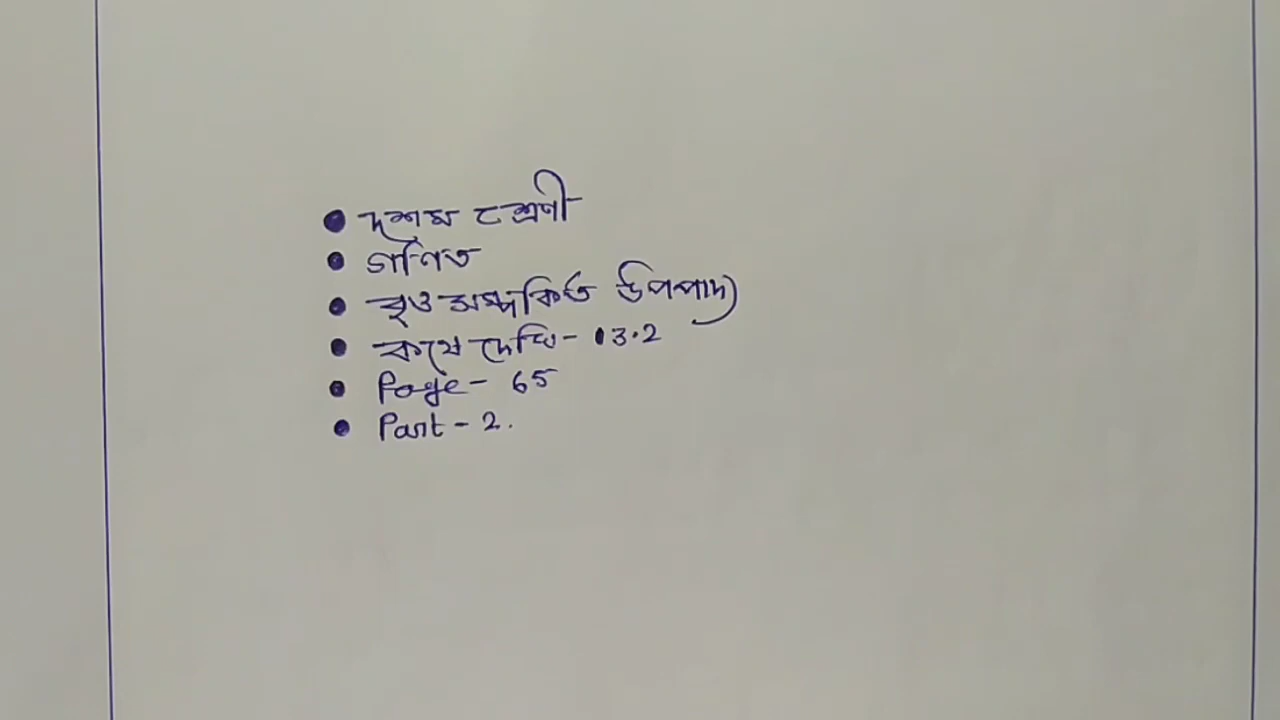 • দশম শ্রেণী
• গণিত
• বৃত্ত সম্পর্কিত উপপাদ্য
• কষে দেখি - 13.2
• Page - 65
• Part - 2.